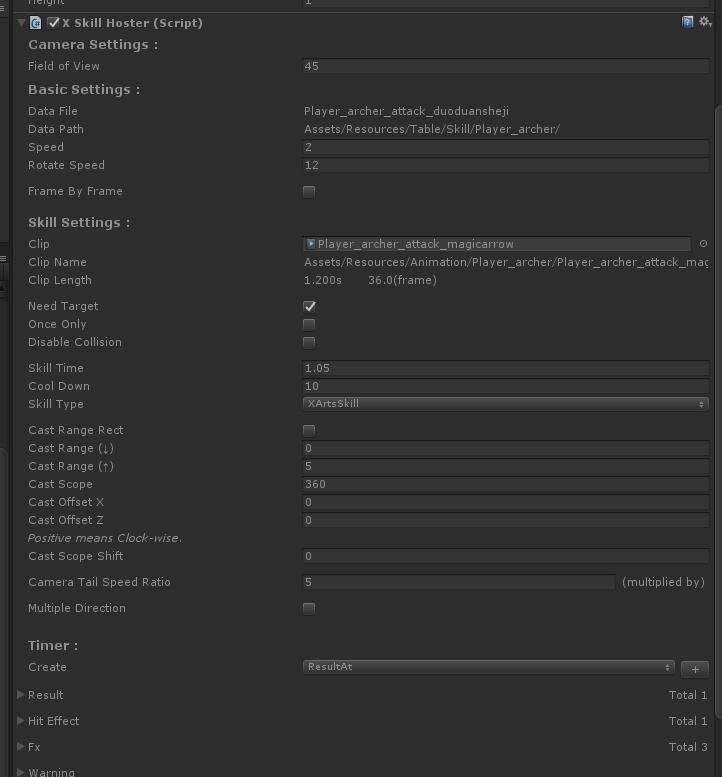 Height 1
X Skill Hoster (Script)
Camera Settings :
Field of View 45
Basic Settings :
Data File Player_archer_attack_duoduansheji
Data Path Assets/Resources/Table/Skill/Player_archer/
Speed 2
Rotate Speed 12
Frame By Frame
Skill Settings :
Clip Player_archer_attack_magicarrow
Clip Name Assets/Resources/Animation/Player_archer/Player_archer_attack_mag
Clip Length 1.200s 36.0(frame)
Need Target
Once Only
Disable Collision
Skill Time 1.05
Cool Down 10
Skill Type XArtsSkill
Cast Range Rect
Cast Range (↓) 0
Cast Range (↑) 5
Cast Scope 360
Cast Offset X 0
Cast Offset Z 0
Positive means Clock-wise.
Cast Scope Shift 0
Camera Tail Speed Ratio 5 (multiplied by)
Multiple Direction
Timer :
Create ResultAt +
Result Total 1
Hit Effect Total 1
Fx Total 3
Warning